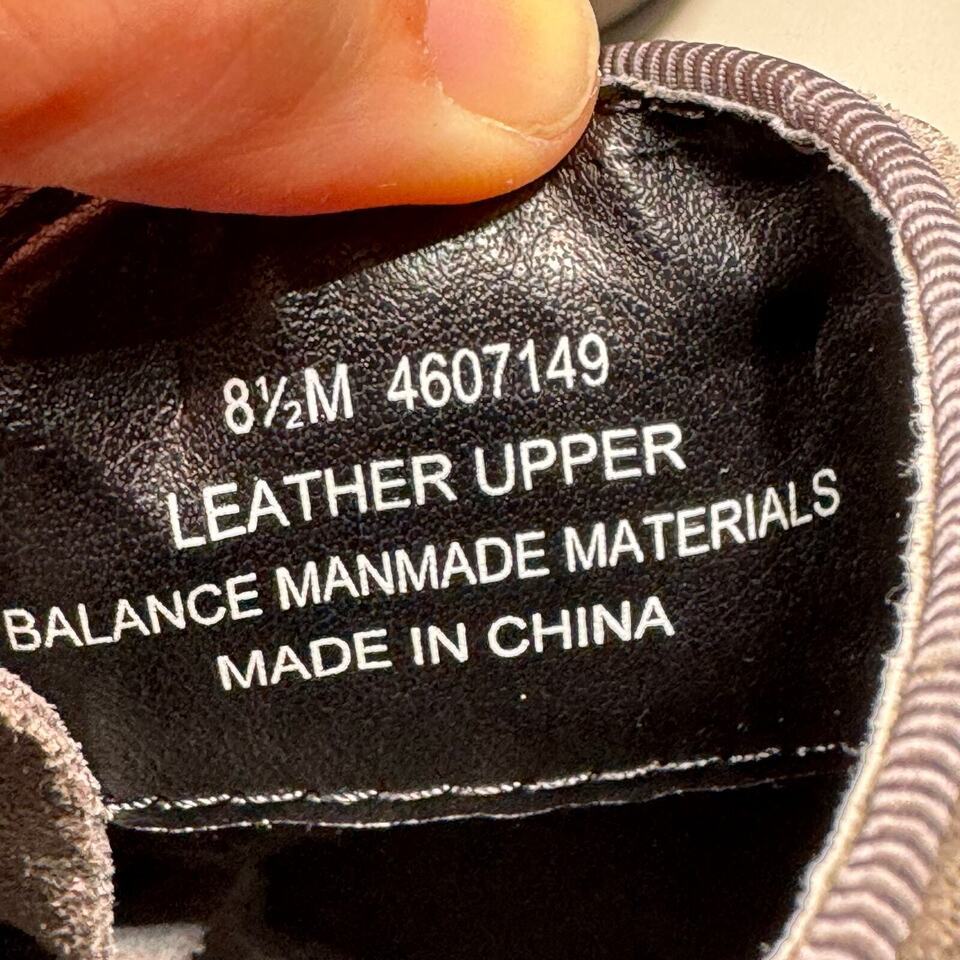 8½M 4607149
LEATHER UPPER
BALANCE MANMADE MATERIALS
MADE IN CHINA